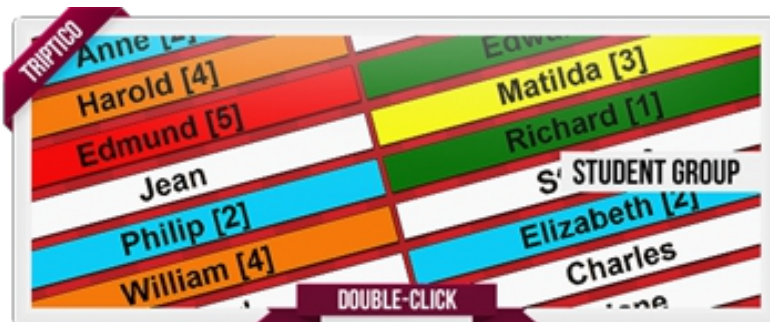 TRIPTICO
Anne [2]
Harold [4]
Edmund [5]
Jean
Philip [2]
William [4]
Matilda [3]
Richard [1]
STUDENT GROUP
Elizabeth [2]
Charles
DOUBLE-CLICK